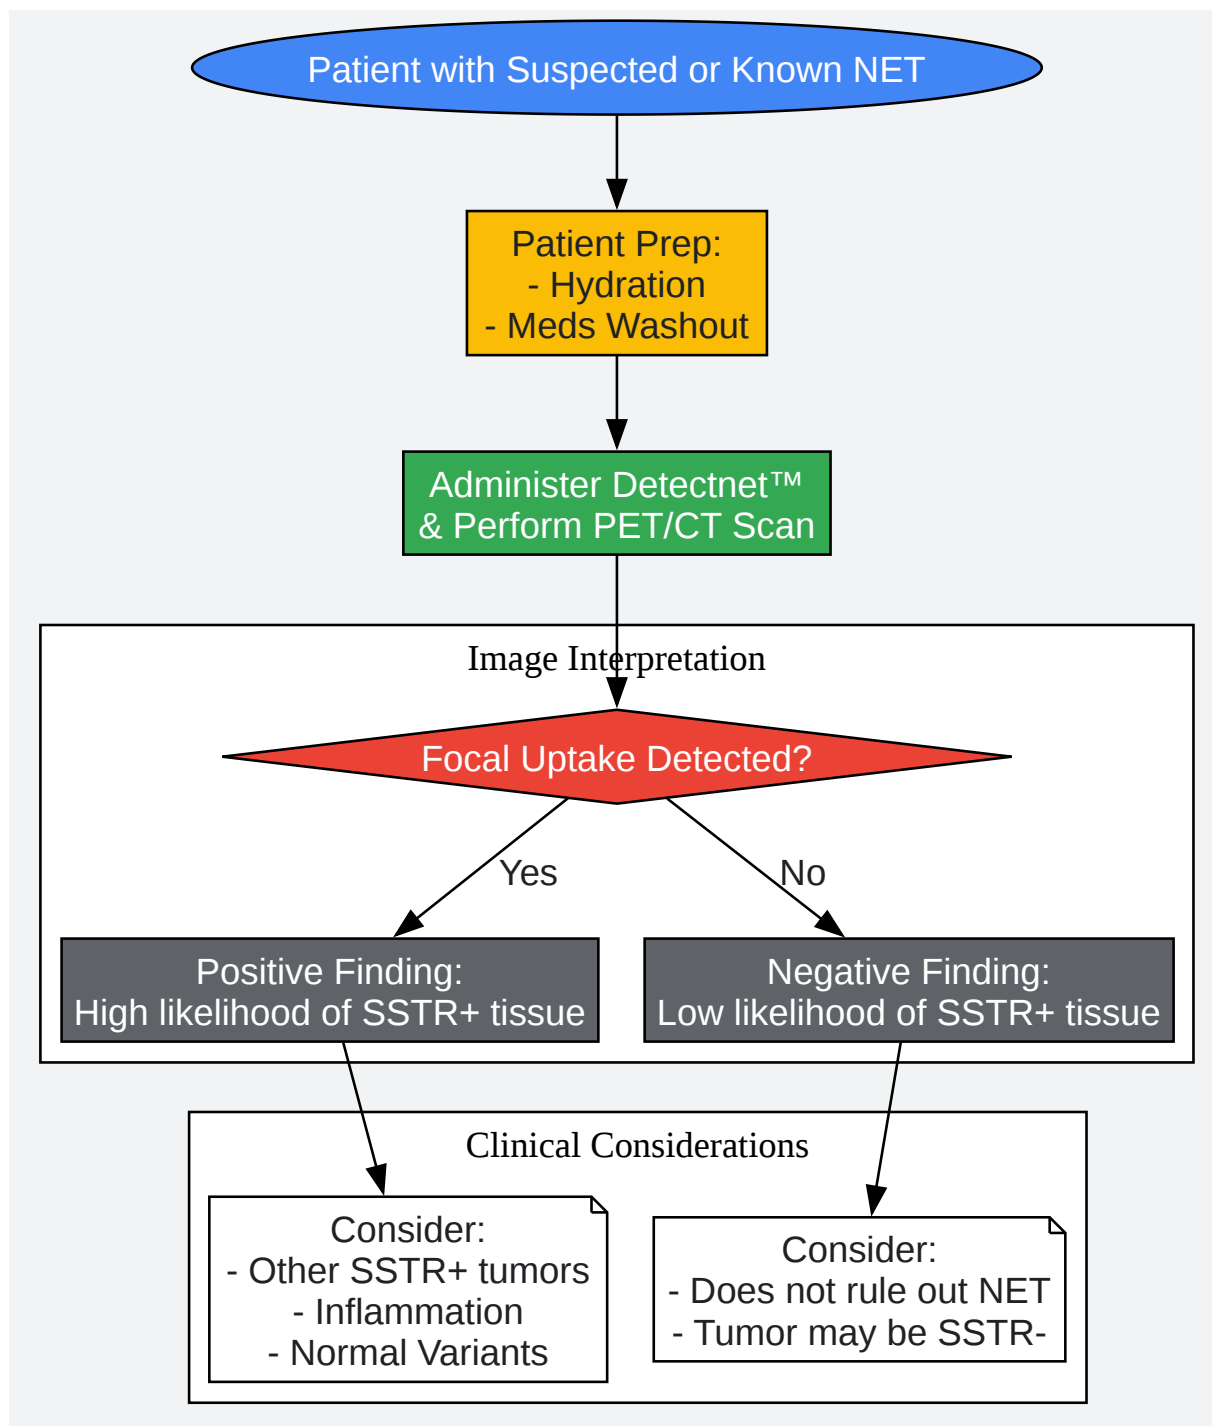 Patient with Suspected or Known NET
Patient Prep:
- Hydration
- Meds Washout
Administer Detectnet™
& Perform PET/CT Scan
Image Interpretation
Focal Uptake Detected?
Yes
No
Positive Finding:
High likelihood of SSTR+ tissue
Negative Finding:
Low likelihood of SSTR+ tissue
Clinical Considerations
Consider:
- Other SSTR+ tumors
- Inflammation
- Normal Variants
Consider:
- Does not rule out NET
- Tumor may be SSTR-